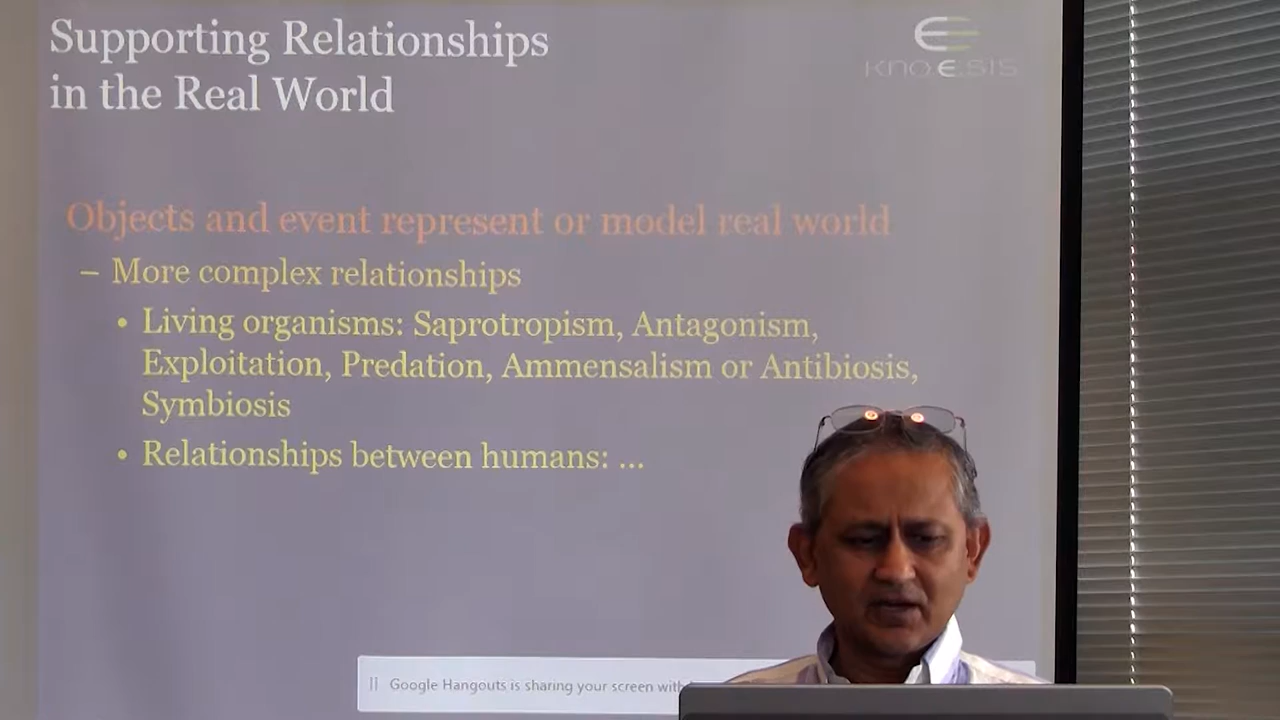 Supporting Relationships
in the Real World
KNO.E.SIS
Objects and event represent or model real world
– More complex relationships
• Living organisms: Saprotropism, Antagonism,
Exploitation, Predation, Ammensalism or Antibiosis,
Symbiosis
• Relationships between humans: ...
Google Hangouts is sharing your screen with